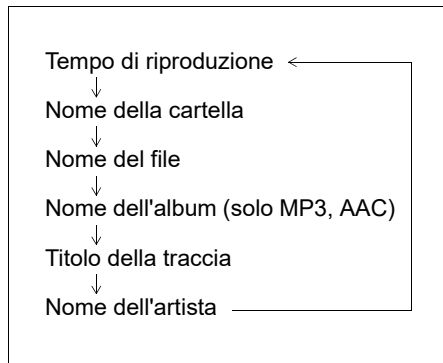 Tempo di riproduzione
Nome della cartella
Nome del file
Nome dell'album (solo MP3, AAC)
Titolo della traccia
Nome dell'artista